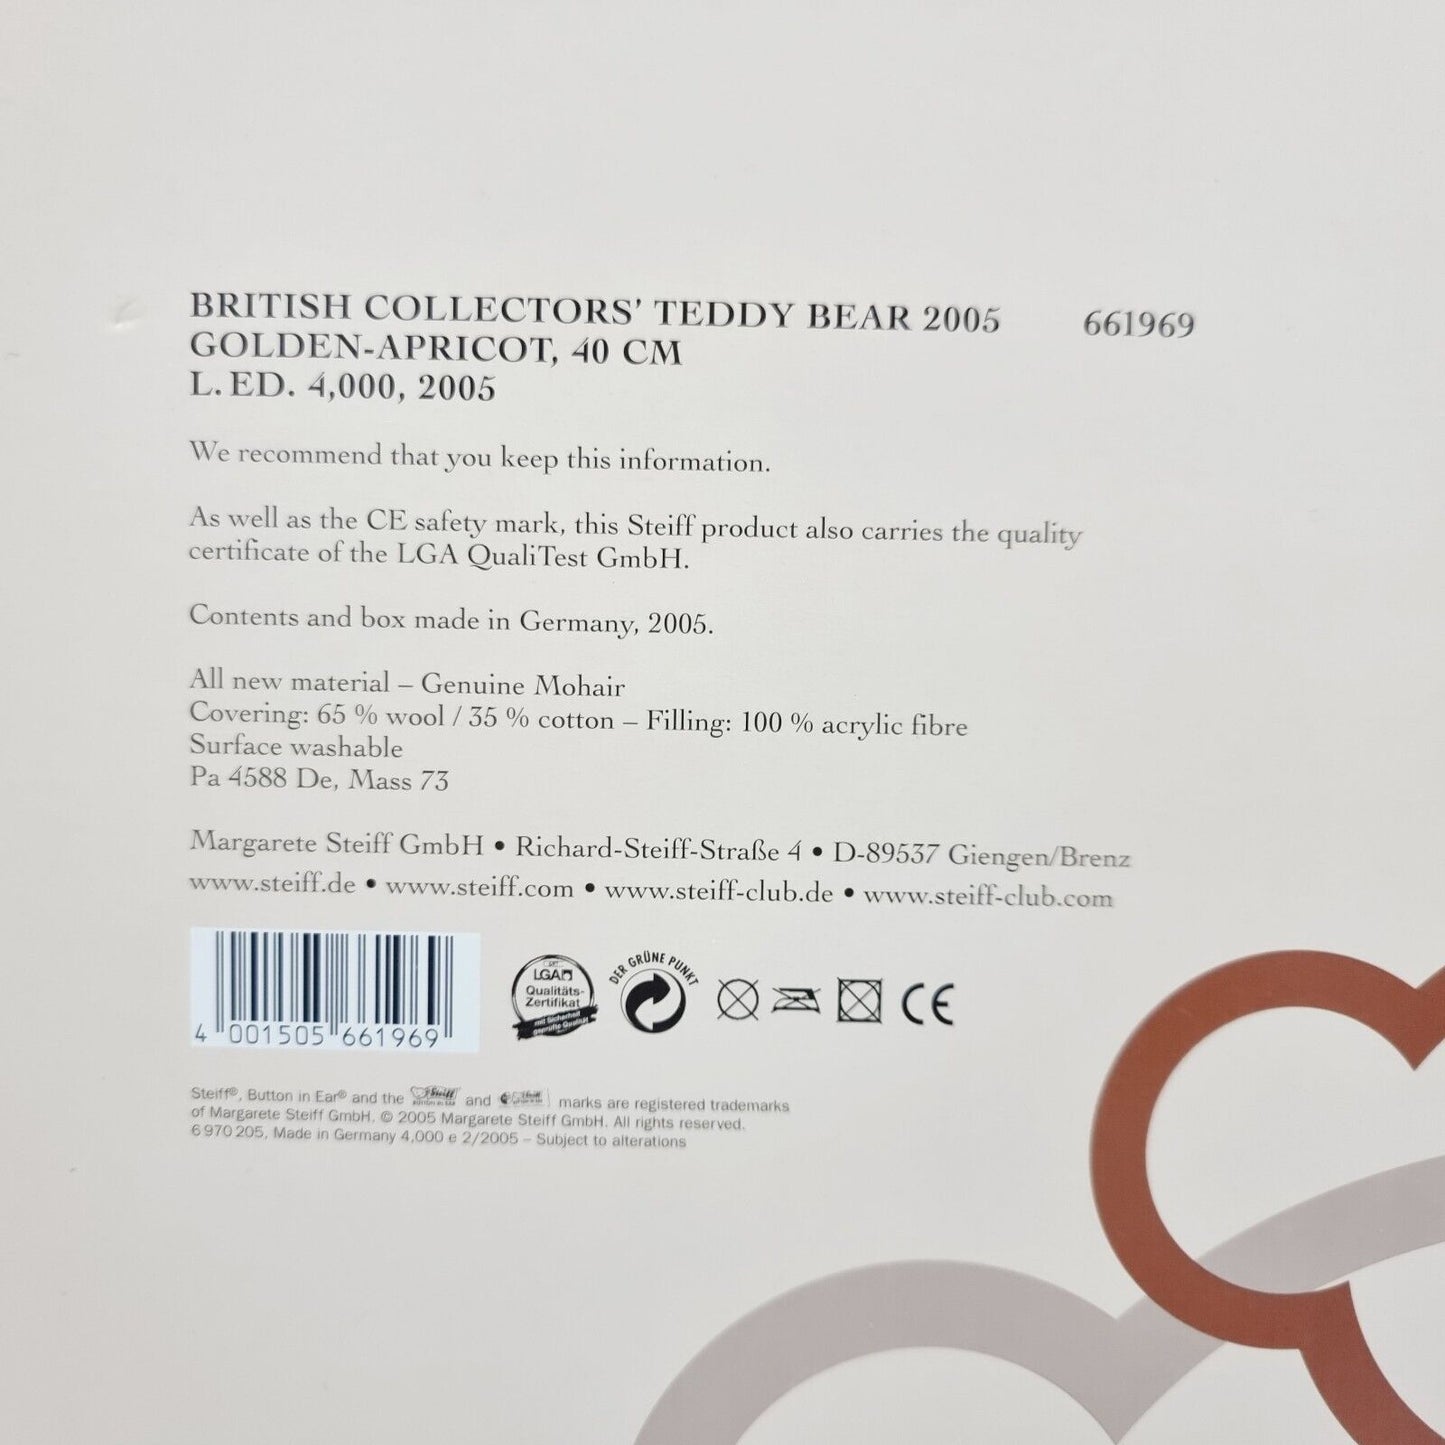 BRITISH COLLECTORS' TEDDY BEAR 2005 661969
GOLDEN-APRICOT, 40 CM
L. ED. 4,000, 2005
We recommend that you keep this information.
As well as the CE safety mark, this Steiff product also carries the quality
certificate of the LGA QualiTest GmbH.
Contents and box made in Germany, 2005.
All new material – Genuine Mohair
Covering: 65 % wool / 35 % cotton – Filling: 100 % acrylic fibre
Surface washable
Pa 4588 De, Mass 73
Margarete Steiff GmbH • Richard-Steiff-Straße 4 • D-89537 Giengen/Brenz
www.steiff.de • www.steiff.com • www.steiff-club.de • www.steiff-club.com
4 001505 661969
LGA
Qualitäts-
Zertifikat
mit Sicherheit
geprüfte Qualität
DER GRÜNE PUNKT
CE
Steiff®, Button in Ear® and the Steiff and Steiff marks are registered trademarks
of Margarete Steiff GmbH. © 2005 Margarete Steiff GmbH. All rights reserved.
6 970 205, Made in Germany 4,000 e 2/2005 – Subject to alterations